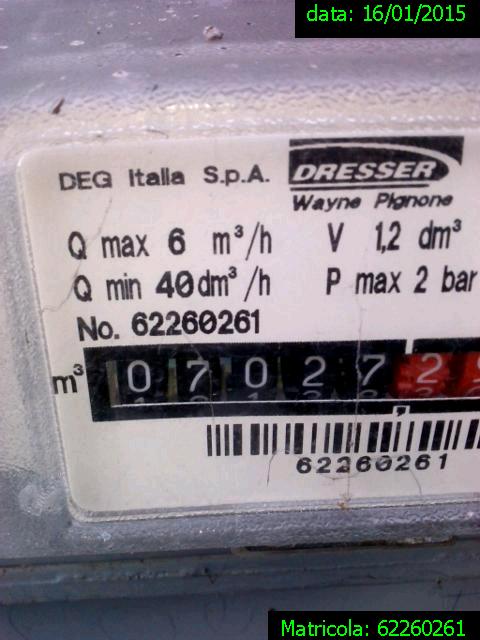 data: 16/01/2015
DEG Italia S.p.A.
DRESSER
Wayne Pignone
Q max 6 m³/h V 1,2 dm³
Q min 40dm³/h P max 2 bar
No. 62260261
m³ 07027 2
62260261
Matricola: 62260261